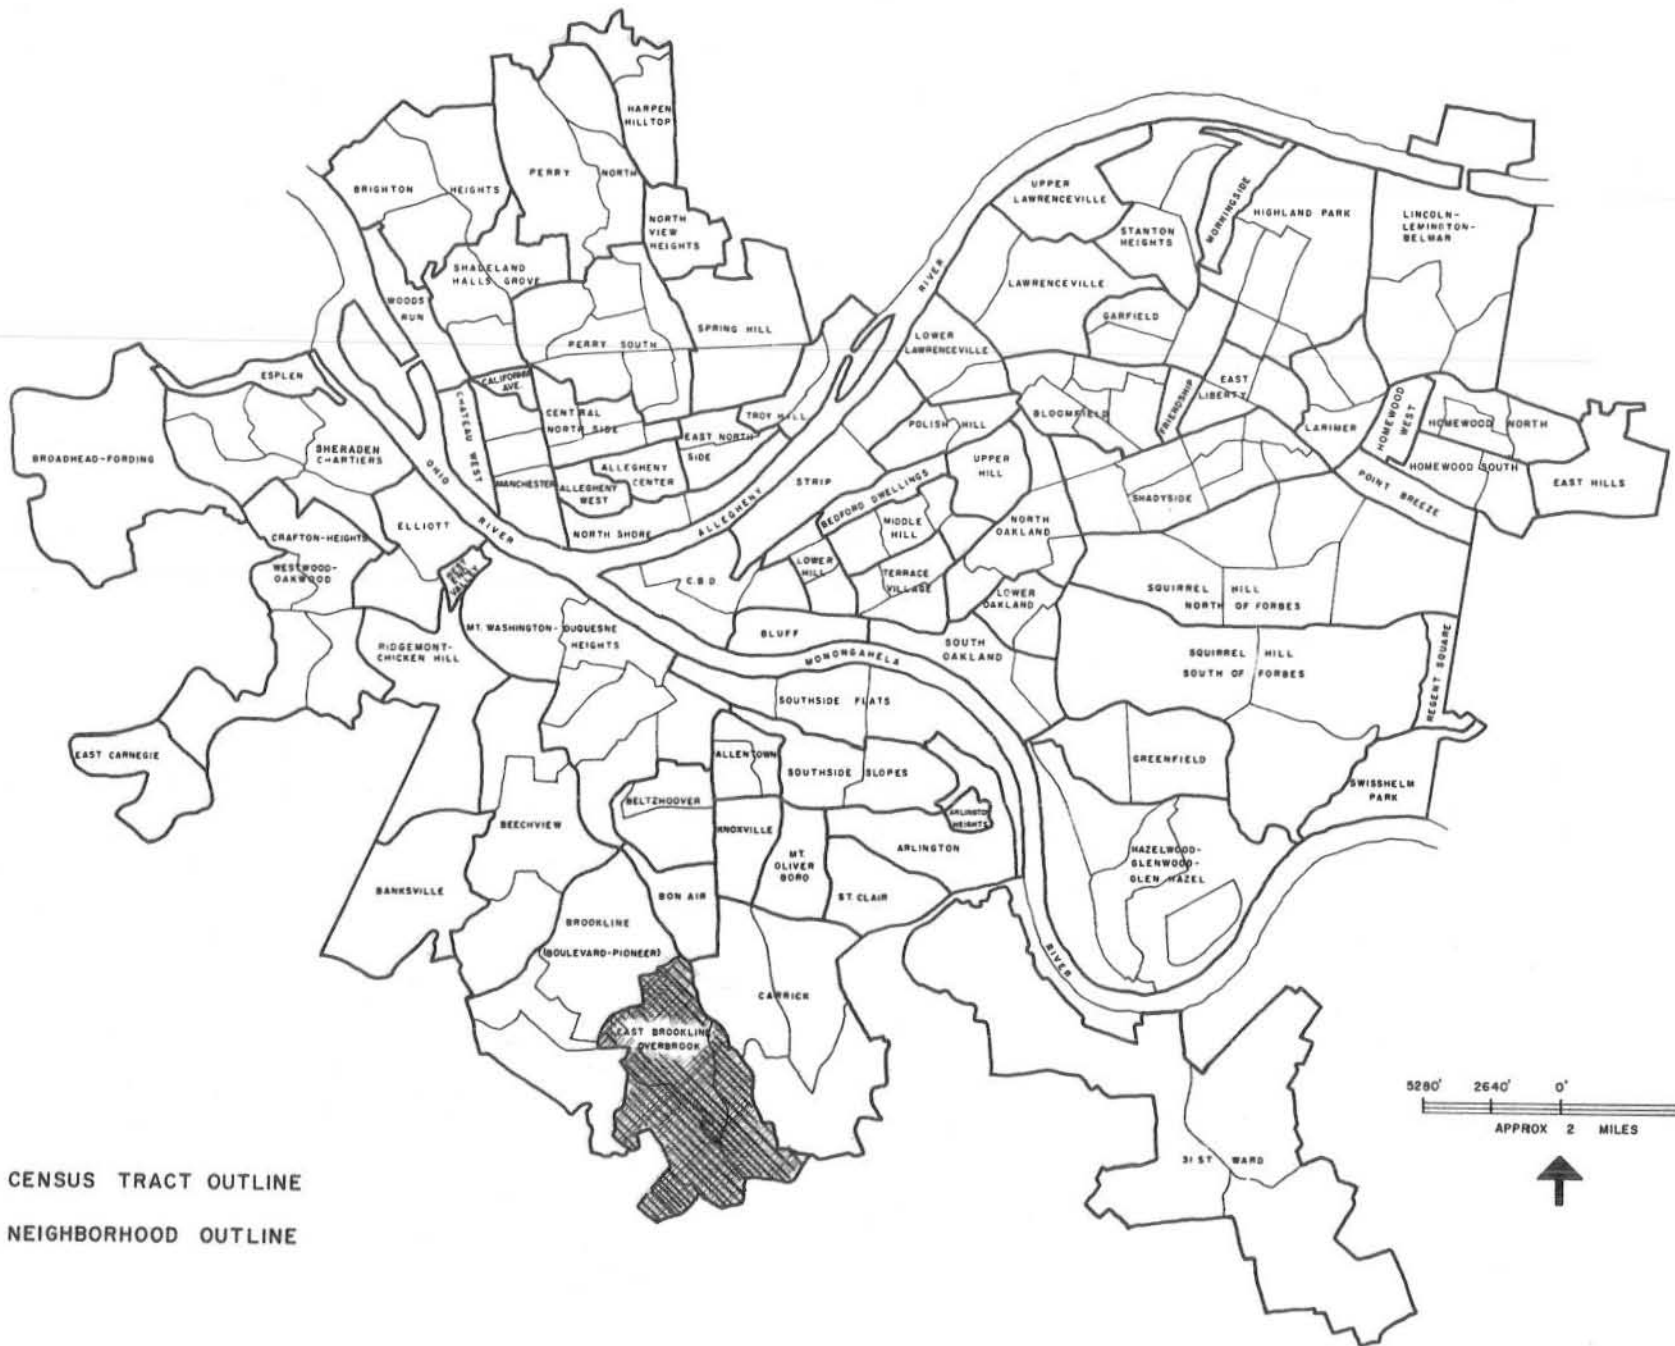 HARPEN
HILLTOP
PERRY NORTH
BRIGHTON HEIGHTS
NORTH
VIEW
HEIGHTS
UPPER
LAWRENCEVILLE
STANTON
HEIGHTS
MORNINGSIDE
HIGHLAND PARK
LINCOLN-
LEMINGTON-
BELMAR
SHADELAND
HALLS GROVE
WOODS
RUN
RIVER
LAWRENCEVILLE
GARFIELD
SPRING HILL
PERRY SOUTH
LOWER
LAWRENCEVILLE
ESPLEN
CALIFORNIA
AVE.
CHATEAU WEST
CENTRAL
NORTH SIDE
TROY HILL
EAST NORTH
SIDE
POLISH HILL
BLOOMFIELD
FRIENDSHIP
EAST
LIBERTY
LARIMER
HOMEWOOD
WEST
HOMEWOOD NORTH
HOMEWOOD SOUTH
EAST HILLS
POINT BREEZE
BROADHEAD-FORDING
SHERADEN
CHARTIERS
OHIO
RIVER
MANCHESTER
ALLEGHENY
WEST
ALLEGHENY
CENTER
NORTH SHORE
ALLEGHENY
STRIP
BEDFORD DWELLINGS
UPPER
HILL
MIDDLE
HILL
NORTH
OAKLAND
SHADYSIDE
ELLIOTT
CRAFTON-HEIGHTS
WESTWOOD-
OAKWOOD
WEST
END
VALLEY
C.B.D.
LOWER
HILL
TERRACE
VILLAGE
LOWER
OAKLAND
SQUIRREL HILL
NORTH OF FORBES
MT. WASHINGTON-DUQUESNE
HEIGHTS
RIDGEMONT-
CHICKEN HILL
BLUFF
MONONGAHELA
SOUTH
OAKLAND
SQUIRREL HILL
SOUTH OF FORBES
REGENT SQUARE
SOUTHSIDE FLATS
EAST CARNEGIE
ALLENTOWN
SOUTHSIDE SLOPES
GREENFIELD
SWISSHELM
PARK
BELTZHOOVER
ARLINGTON
HEIGHTS
BEECHVIEW
KNOXVILLE
MT.
OLIVER
BORO
ARLINGTON
HAZELWOOD-
GLENWOOD-
GLEN HAZEL
BANKSVILLE
BON AIR
ST. CLAIR
BROOKLINE
(BOULEVARD-PIONEER)
RIVER
CARRICK
EAST BROOKLINE
OVERBROOK
5280' 2640' 0'
APPROX 2 MILES
31 ST WARD
CENSUS TRACT OUTLINE
NEIGHBORHOOD OUTLINE